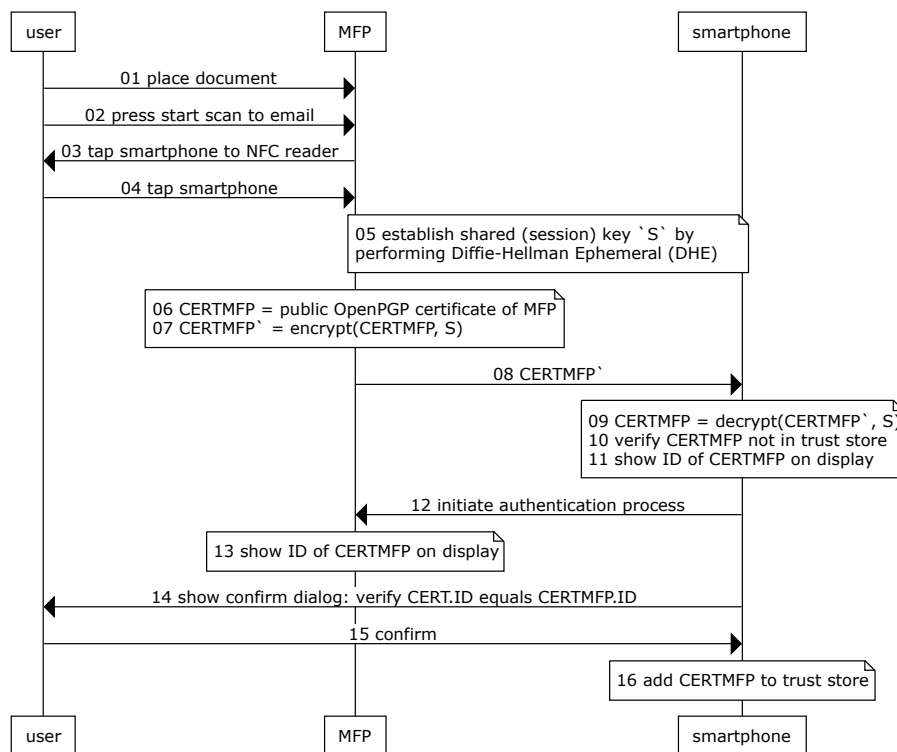 user
MFP
smartphone
01 place document
02 press start scan to email
03 tap smartphone to NFC reader
04 tap smartphone
05 establish shared (session) key `S` by
performing Diffie-Hellman Ephemeral (DHE)
06 CERTMFP = public OpenPGP certificate of MFP
07 CERTMFP` = encrypt(CERTMFP, S)
08 CERTMFP`
09 CERTMFP = decrypt(CERTMFP`, S)
10 verify CERTMFP not in trust store
11 show ID of CERTMFP on display
12 initiate authentication process
13 show ID of CERTMFP on display
14 show confirm dialog: verify CERT.ID equals CERTMFP.ID
15 confirm
16 add CERTMFP to trust store
user
MFP
smartphone